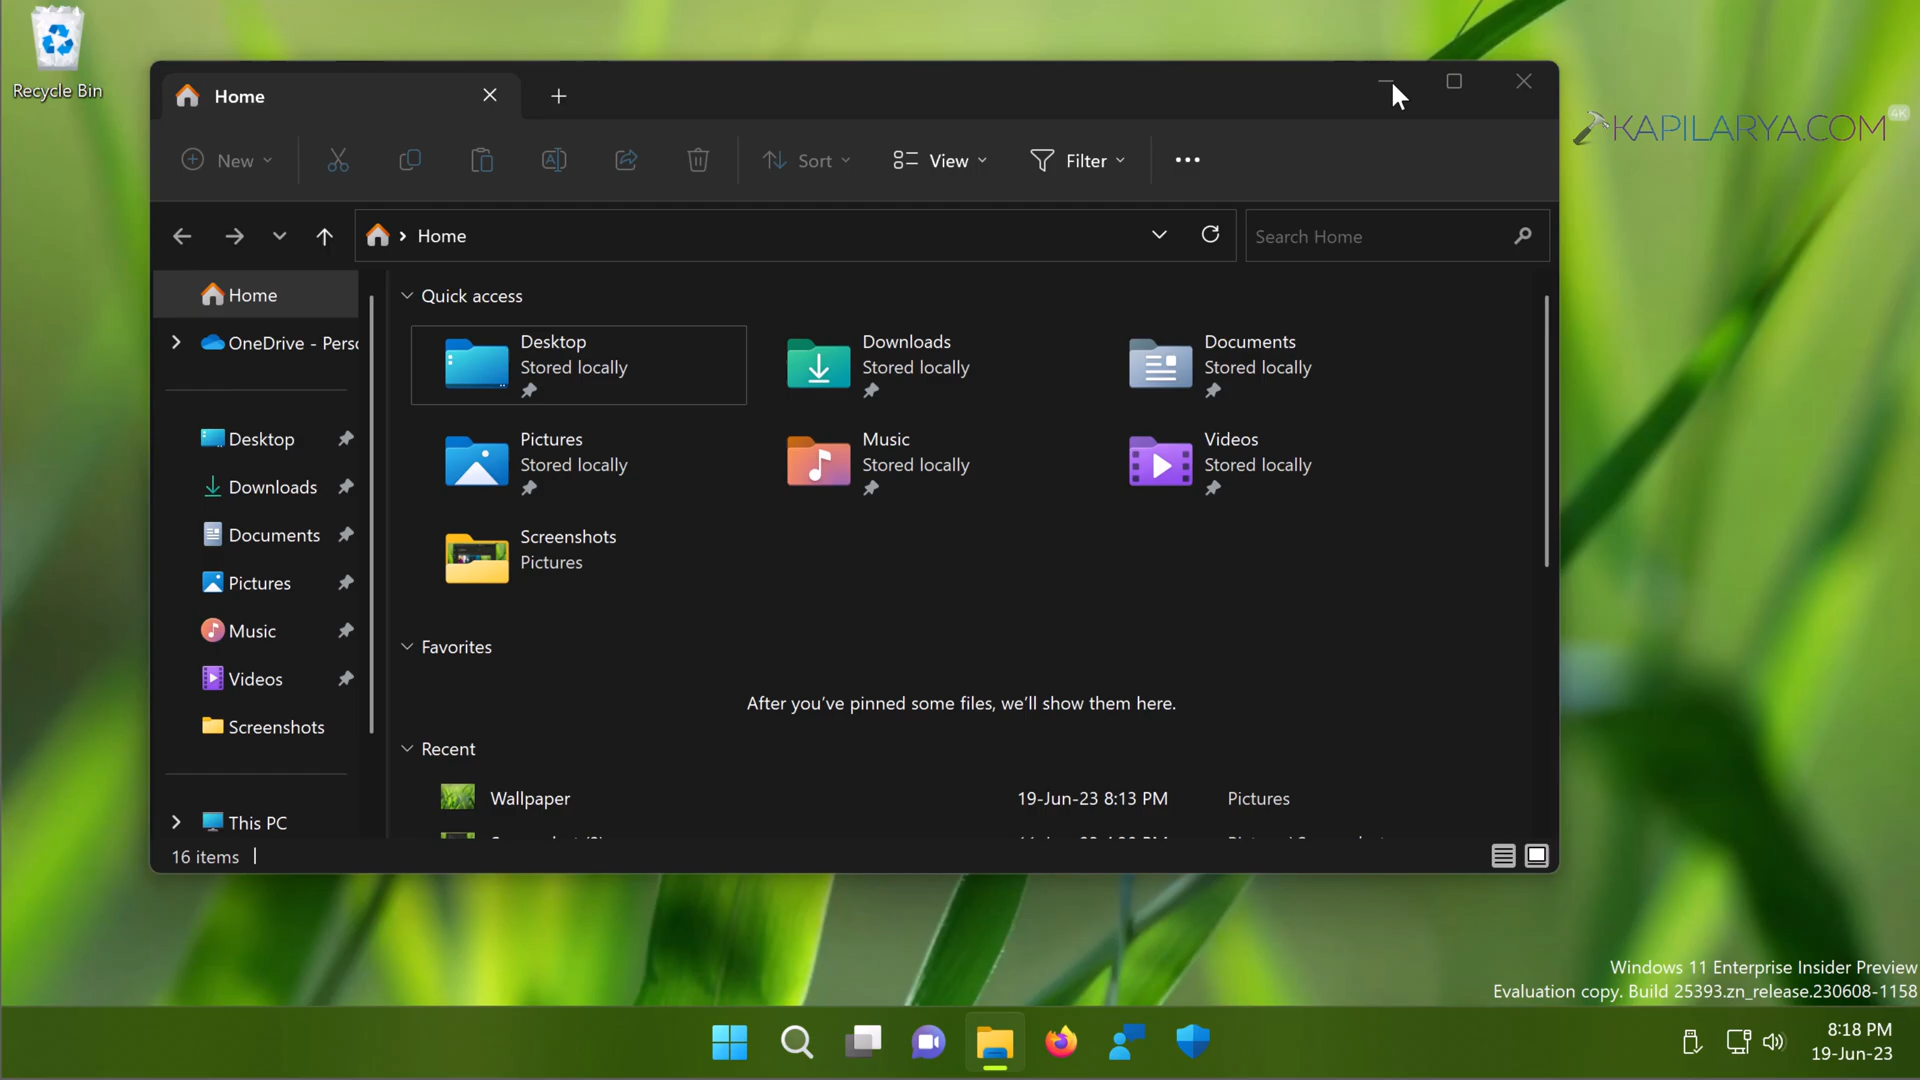 Recycle Bin
Home
KAPILARYA.COM
4K
New
Sort
View
Filter
Home
Search Home
Home
OneDrive - Perso
Desktop
Downloads
Documents
Pictures
Music
Videos
Screenshots
This PC
Quick access
Desktop
Stored locally
Downloads
Stored locally
Documents
Stored locally
Pictures
Stored locally
Music
Stored locally
Videos
Stored locally
Screenshots
Pictures
Favorites
After you've pinned some files, we'll show them here.
Recent
Wallpaper 19-Jun-23 8:13 PM Pictures
16 items
Windows 11 Enterprise Insider Preview
Evaluation copy. Build 25393.zn_release.230608-1158
8:18 PM
19-Jun-23